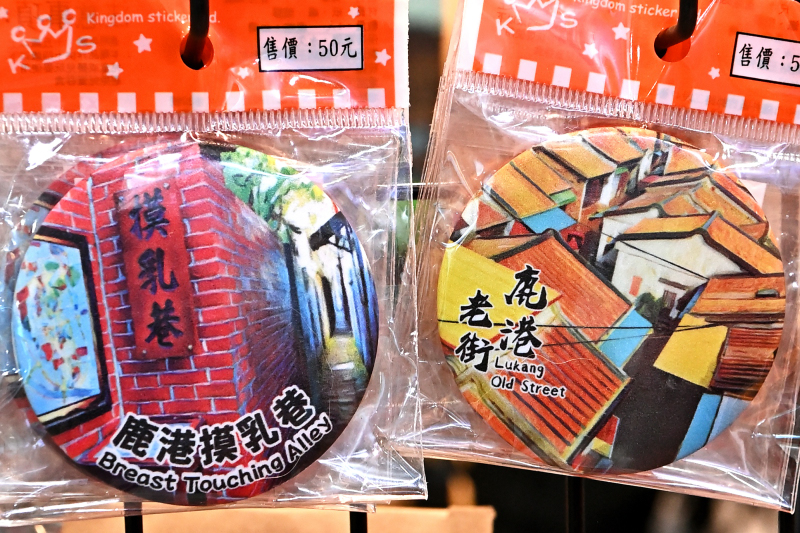 KMJS
Kingdom sticker
售價：50元
摸乳巷
鹿港摸乳巷
Breast Touching Alley
Kingdom sticker
售價：5
鹿港
老街
Lukang
Old Street